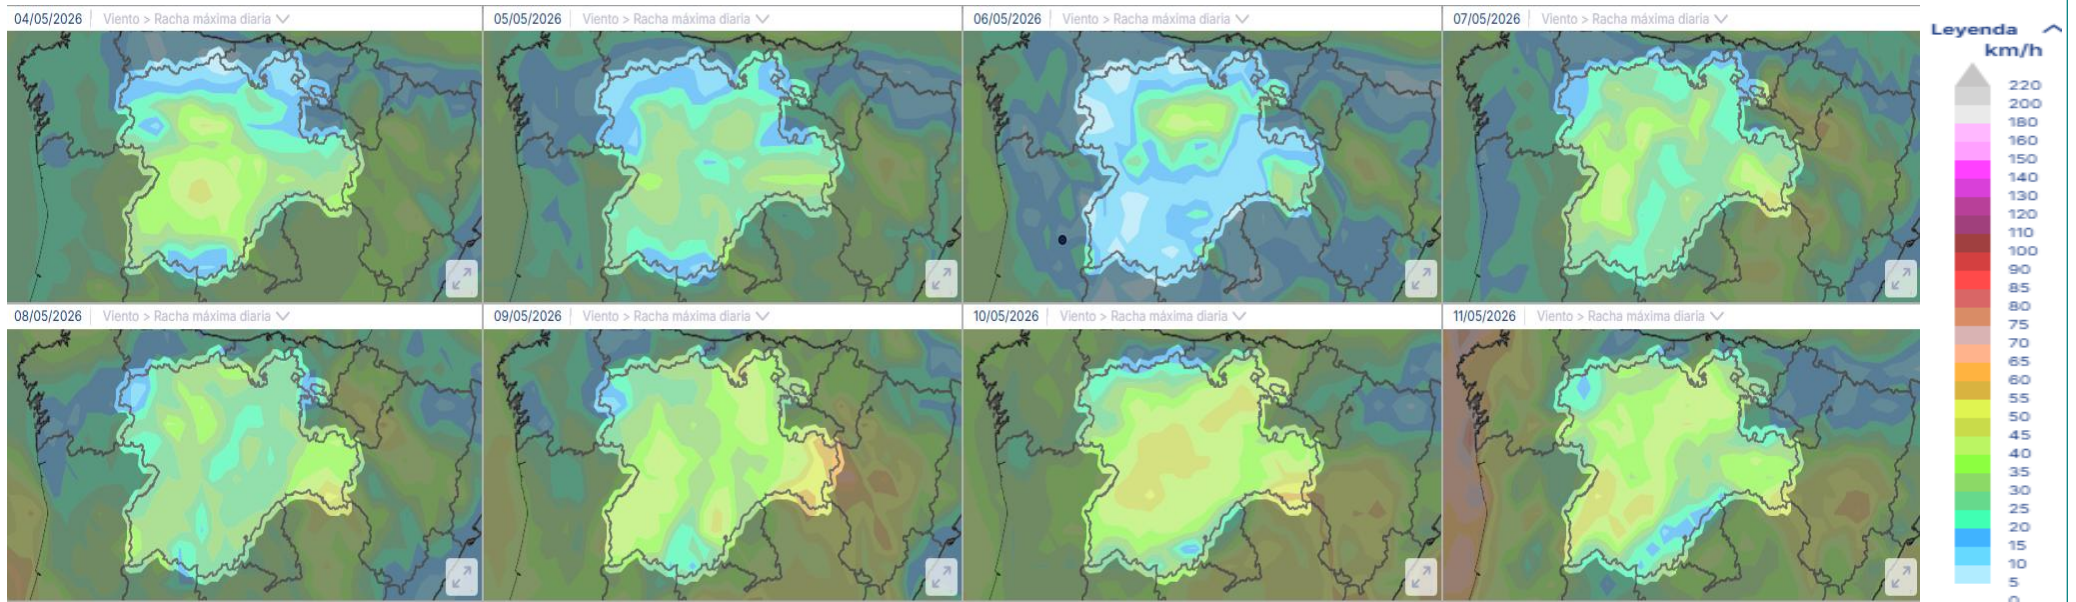 04/05/2026 Viento > Racha máxima diaria
05/05/2026 Viento > Racha máxima diaria
06/05/2026 Viento > Racha máxima diaria
07/05/2026 Viento > Racha máxima diaria
Leyenda
km/h
220
200
180
160
150
140
130
120
110
100
90
85
80
75
70
65
60
55
50
45
40
35
30
25
20
15
10
5
0
08/05/2026 Viento > Racha máxima diaria
09/05/2026 Viento > Racha máxima diaria
10/05/2026 Viento > Racha máxima diaria
11/05/2026 Viento > Racha máxima diaria